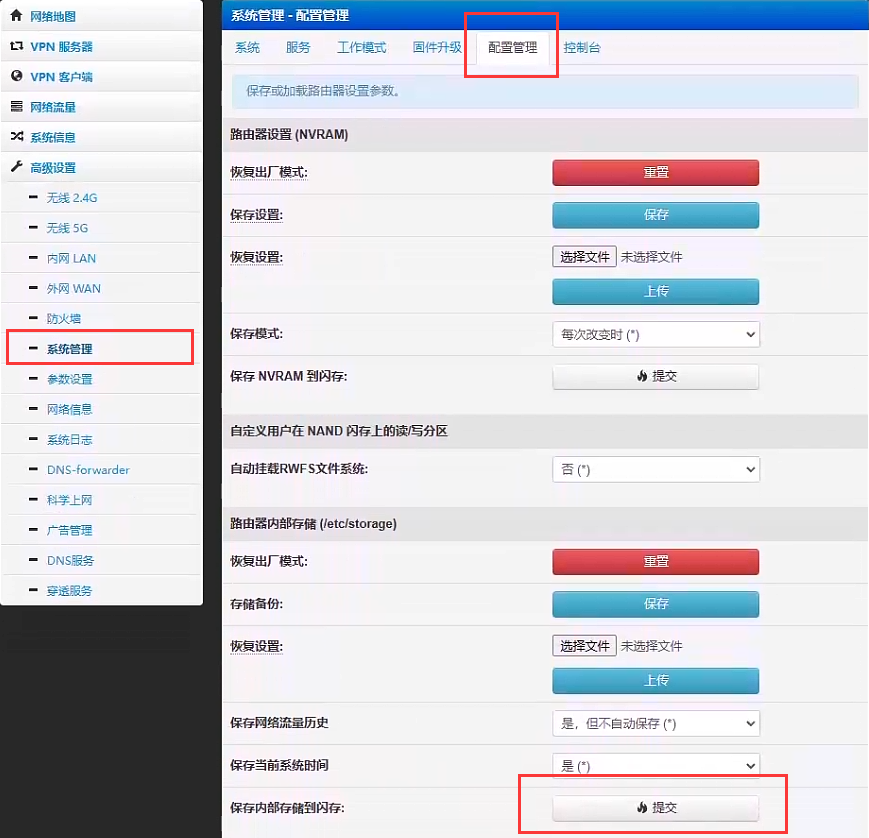 网络地图
VPN 服务器
VPN 客户端
网络流量
系统信息
高级设置
无线 2.4G
无线 5G
内网 LAN
外网 WAN
防火墙
系统管理
参数设置
网络信息
系统日志
DNS-forwarder
科学上网
广告管理
DNS服务
穿透服务
系统管理 - 配置管理
系统 服务 工作模式 固件升级 配置管理 控制台
保存或加载路由器设置参数。
路由器设置 (NVRAM)
恢复出厂模式: 重置
保存设置: 保存
恢复设置: 选择文件 未选择文件
上传
保存模式: 每次改变时 (*)
保存 NVRAM 到闪存: 提交
自定义用户在 NAND 闪存上的读/写分区
自动挂载RWFS文件系统: 否 (*)
路由器内部存储 (/etc/storage)
恢复出厂模式: 重置
存储备份: 保存
恢复设置: 选择文件 未选择文件
上传
保存网络流量历史 是，但不自动保存 (*)
保存当前系统时间 是 (*)
保存内部存储到闪存: 提交